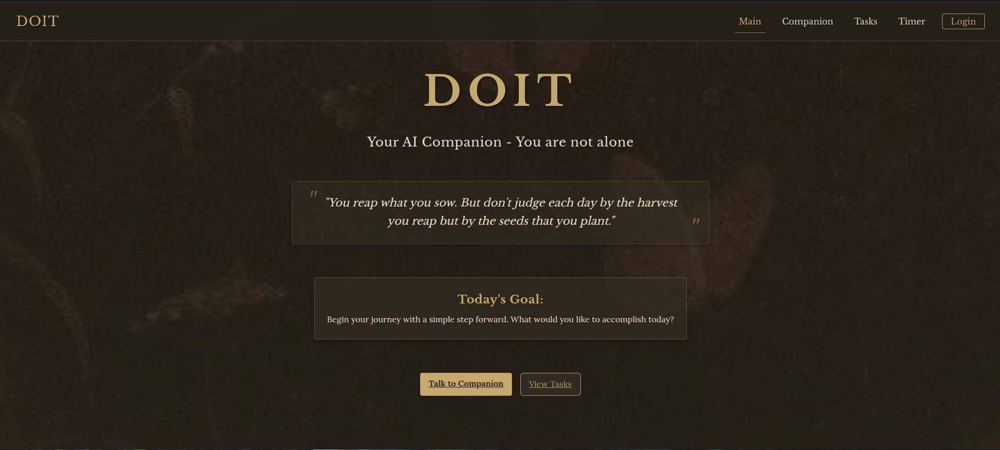 DOIT
Main
Companion
Tasks
Timer
Login
DOIT
Your AI Companion - You are not alone
"
"You reap what you sow. But don't judge each day by the harvest
you reap but by the seeds that you plant."
"
Today's Goal:
Begin your journey with a simple step forward. What would you like to accomplish today?
Talk to Companion
View Tasks